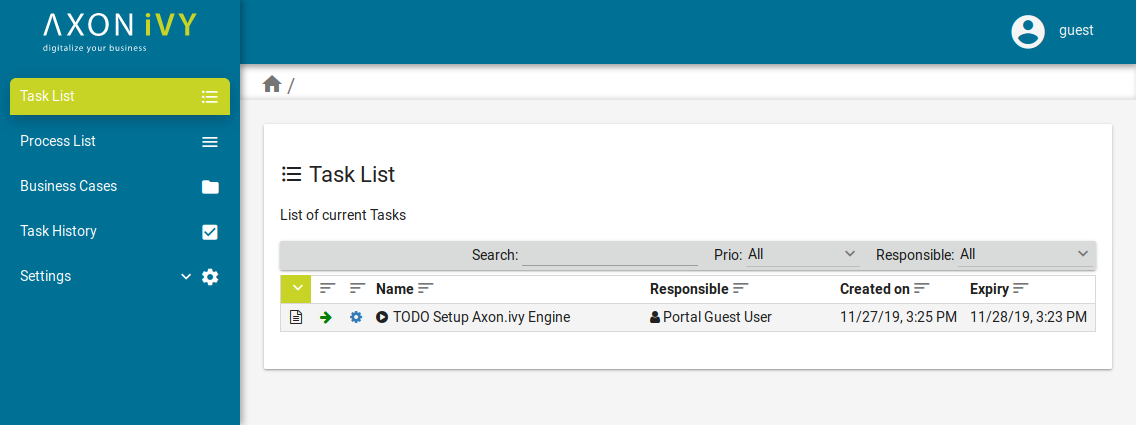 AXON iVY
digitalize your business
guest
Task List
Process List
Business Cases
Task History
Settings
/
Task List
List of current Tasks
Search: Prio: All Responsible: All
Name Responsible Created on Expiry
TODO Setup Axon.ivy Engine Portal Guest User 11/27/19, 3:25 PM 11/28/19, 3:23 PM